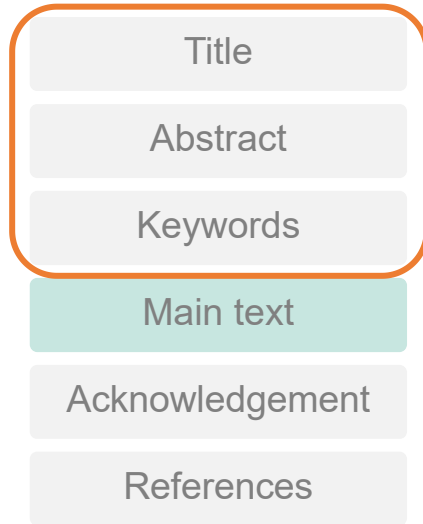 Title
Abstract
Keywords
Main text
Acknowledgement
References